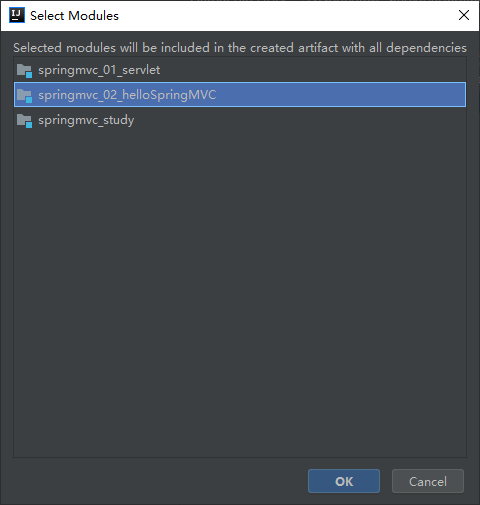 IJ
Select Modules
Selected modules will be included in the created artifact with all dependencies
springmvc_01_servlet
springmvc_02_helloSpringMVC
springmvc_study
OK
Cancel